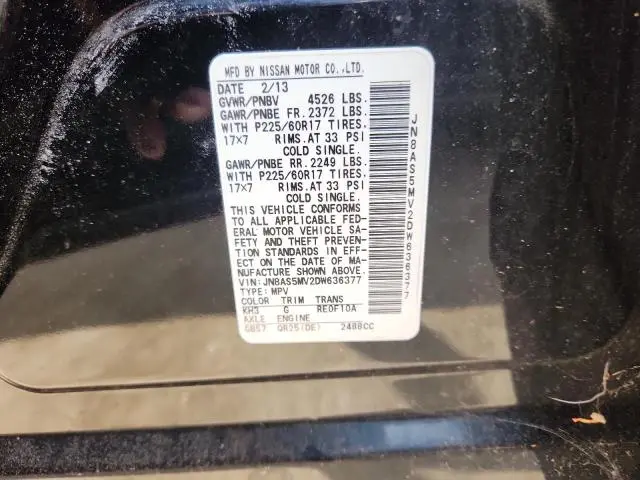 MFD BY NISSAN MOTOR CO.,LTD.
DATE 2/13
GVWR/PNBV 4526 LBS.
GAWR/PNBE FR.2372 LBS.
WITH P225/60R17 TIRES.
17X7 RIMS.AT 33 PSI
COLD SINGLE.
GAWR/PNBE RR.2249 LBS.
WITH P225/60R17 TIRES.
17X7 RIMS.AT 33 PSI
COLD SINGLE.
THIS VEHICLE CONFORMS
TO ALL APPLICABLE FED-
ERAL MOTOR VEHICLE SA-
FETY AND THEFT PREVEN-
TION STANDARDS IN EFF-
ECT ON THE DATE OF MA-
NUFACTURE SHOWN ABOVE.
VIN:JN8AS5MV2DW636377
TYPE:MPV
COLOR TRIM TRANS
KH3 G RE0F10A
AXLE ENGINE
GB57 QR25(DE) 2488CC
JN8AS5MV2DW636377